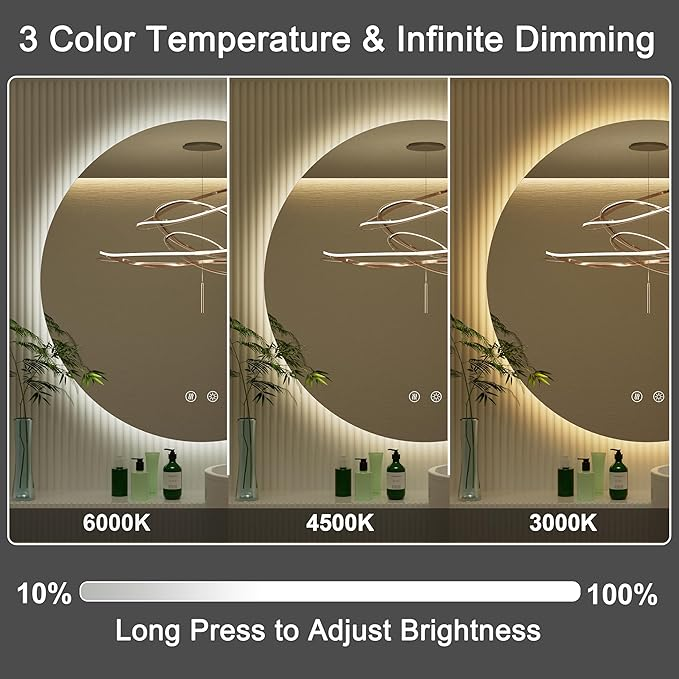 3 Color Temperature & Infinite Dimming
6000K
4500K
3000K
10%
100%
Long Press to Adjust Brightness